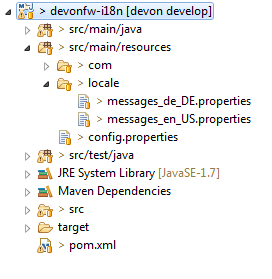 > devonfw-i18n [devon develop]
> src/main/java
> src/main/resources
> com
> locale
> messages_de_DE.properties
> messages_en_US.properties
> config.properties
> src/test/java
JRE System Library [JavaSE-1.7]
Maven Dependencies
> src
target
> pom.xml